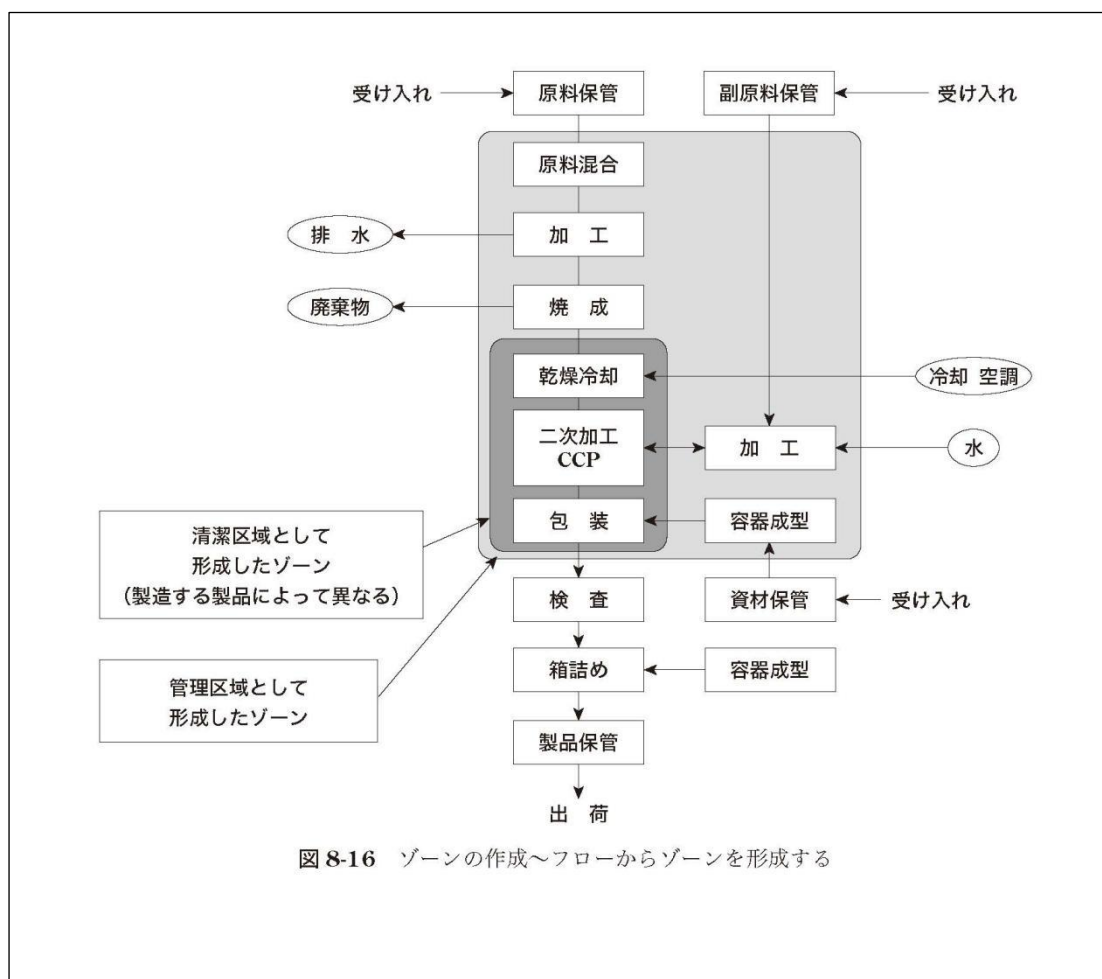 受け入れ
原料保管
副原料保管
受け入れ
原料混合
排 水
加 工
廃棄物
焼 成
乾燥冷却
冷却 空調
二次加工
CCP
加 工
水
包 装
容器成型
清潔区域として
形成したゾーン
(製造する製品によって異なる)
検 査
資材保管
受け入れ
箱詰め
容器成型
管理区域として
形成したゾーン
製品保管
出 荷
図 8-16 ゾーンの作成~フローからゾーンを形成する